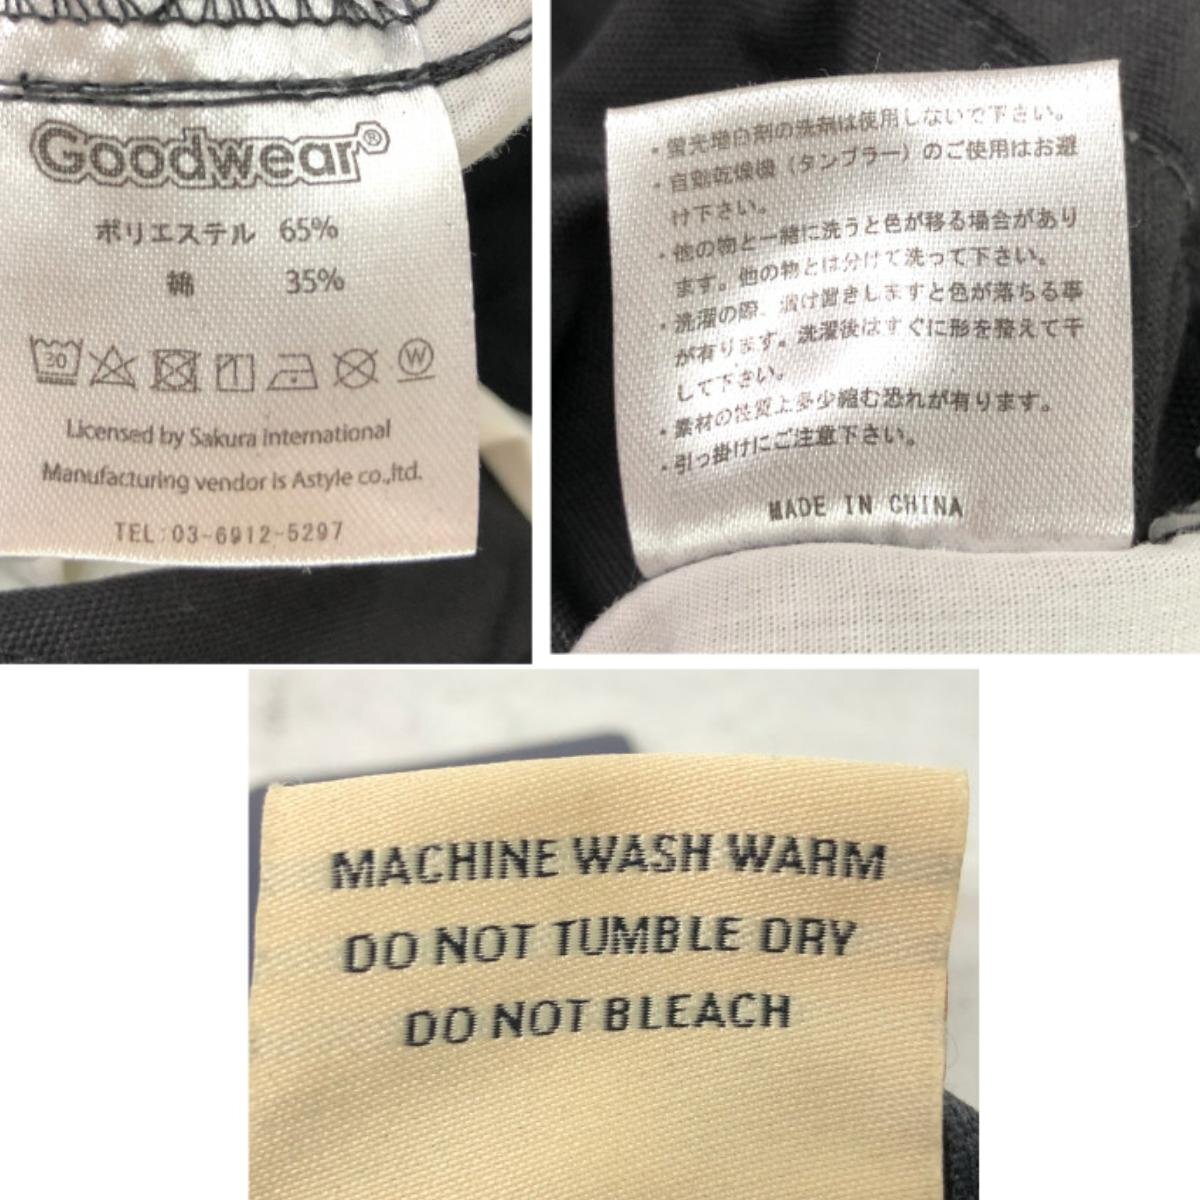 Goodwear®
ポリエステル 65%
綿 35%
30
W
Licensed by Sakura international
Manufacturing vendor is Astyle co.,ltd.
TEL:03-6912-5297
・蛍光増白剤の洗剤は使用しないで下さい。
・自動乾燥機（タンブラー）のご使用はお避
け下さい。
・他の物と一緒に洗うと色が移る場合があり
ます。他の物とは分けて洗って下さい。
・洗濯の際、漬け置きしますと色が落ちる事
が有ります。洗濯後はすぐに形を整えて干
して下さい。
・素材の性質上多少縮む恐れが有ります。
・引っ掛けにご注意下さい。
MADE IN CHINA
MACHINE WASH WARM
DO NOT TUMBLE DRY
DO NOT BLEACH